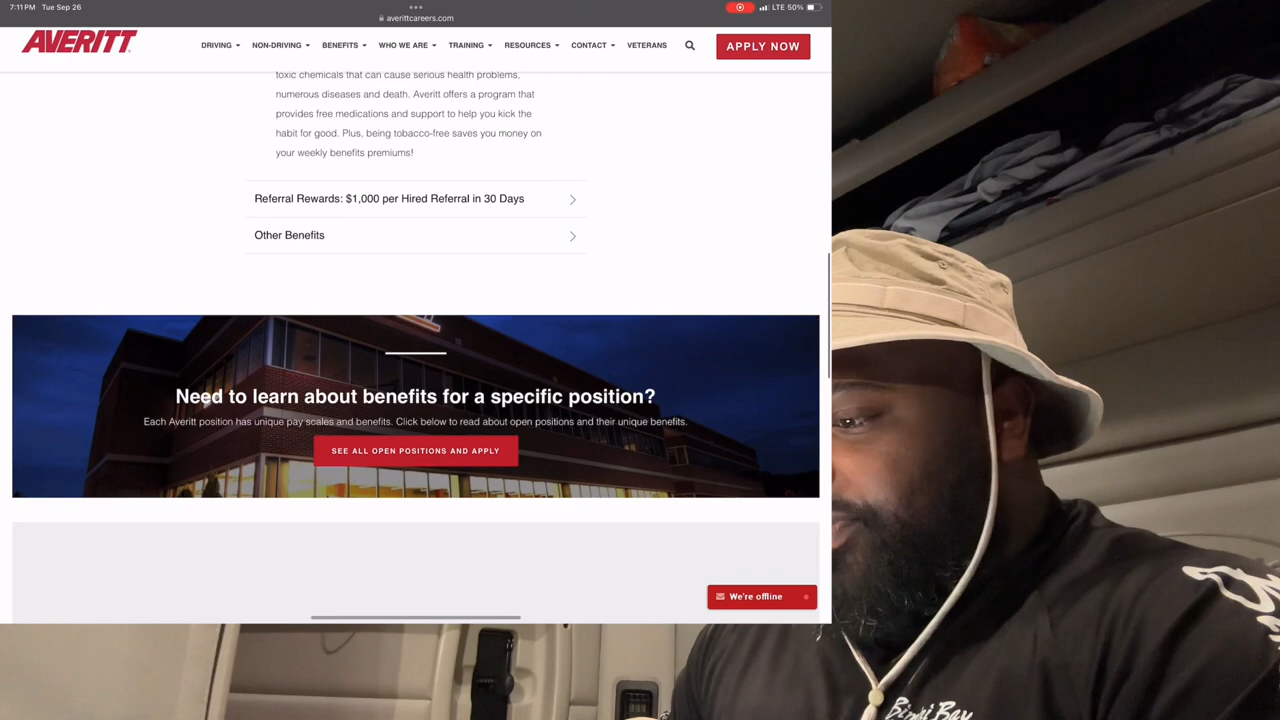 7:11 PM Tue Sep 26
LTE 50%
averittcareers.com
AVERITT
DRIVING
NON-DRIVING
BENEFITS
WHO WE ARE
TRAINING
RESOURCES
CONTACT
VETERANS
APPLY NOW
toxic chemicals that can cause serious health problems,
numerous diseases and death. Averitt offers a program that
provides free medications and support to help you kick the
habit for good. Plus, being tobacco-free saves you money on
your weekly benefits premiums!
Referral Rewards: $1,000 per Hired Referral in 30 Days
Other Benefits
Need to learn about benefits for a specific position?
Each Averitt position has unique pay scales and benefits. Click below to read about open positions and their unique benefits.
SEE ALL OPEN POSITIONS AND APPLY
We're offline
Bimini Bay